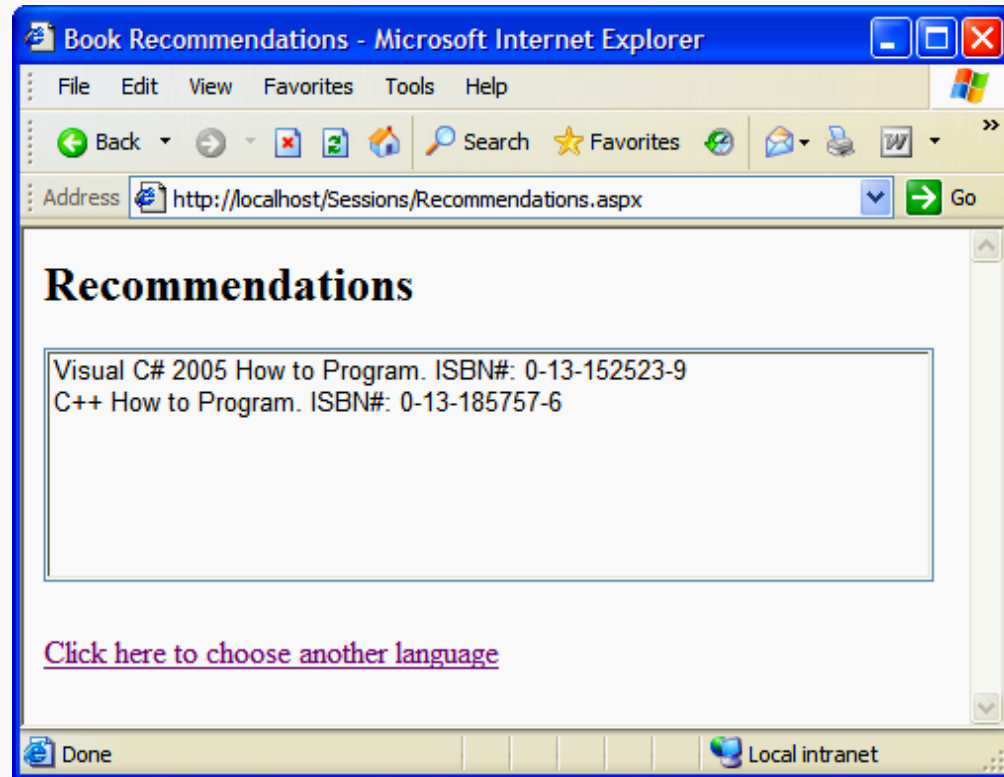 Book Recommendations - Microsoft Internet Explorer
File Edit View Favorites Tools Help
Back Search Favorites W »
Address http://localhost/Sessions/Recommendations.aspx Go
Recommendations
Visual C# 2005 How to Program. ISBN#: 0-13-152523-9
C++ How to Program. ISBN#: 0-13-185757-6
Click here to choose another language
Done Local intranet